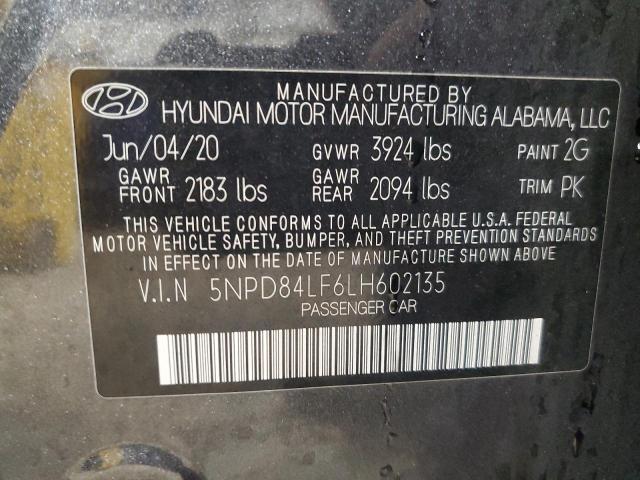 MANUFACTURED BY
HYUNDAI MOTOR MANUFACTURING ALABAMA, LLC
Jun/04/20 GVWR 3924 lbs PAINT 2G
GAWR FRONT 2183 lbs GAWR REAR 2094 lbs TRIM PK
THIS VEHICLE CONFORMS TO ALL APPLICABLE U.S.A. FEDERAL
MOTOR VEHICLE SAFETY, BUMPER, AND THEFT PREVENTION STANDARDS
IN EFFECT ON THE DATE OF MANUFACTURE SHOWN ABOVE
V.I.N 5NPD84LF6LH602135
PASSENGER CAR